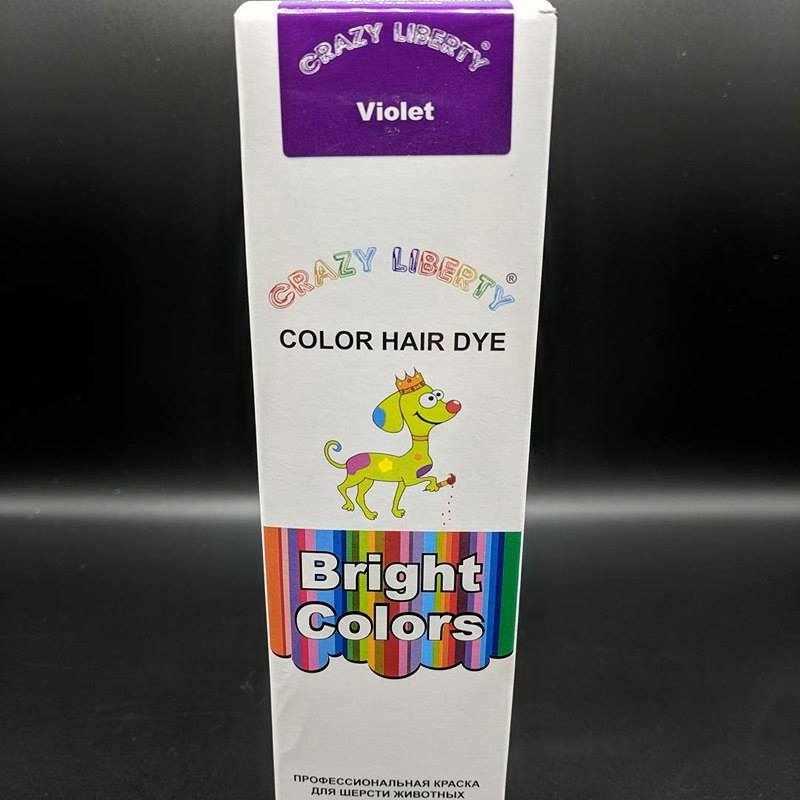 CRAZY LIBERTY®
Violet
CRAZY LIBERTY®
COLOR HAIR DYE
Bright
Colors
ПРОФЕССИОНАЛЬНАЯ КРАСКА
ДЛЯ ШЕРСТИ ЖИВОТНЫХ